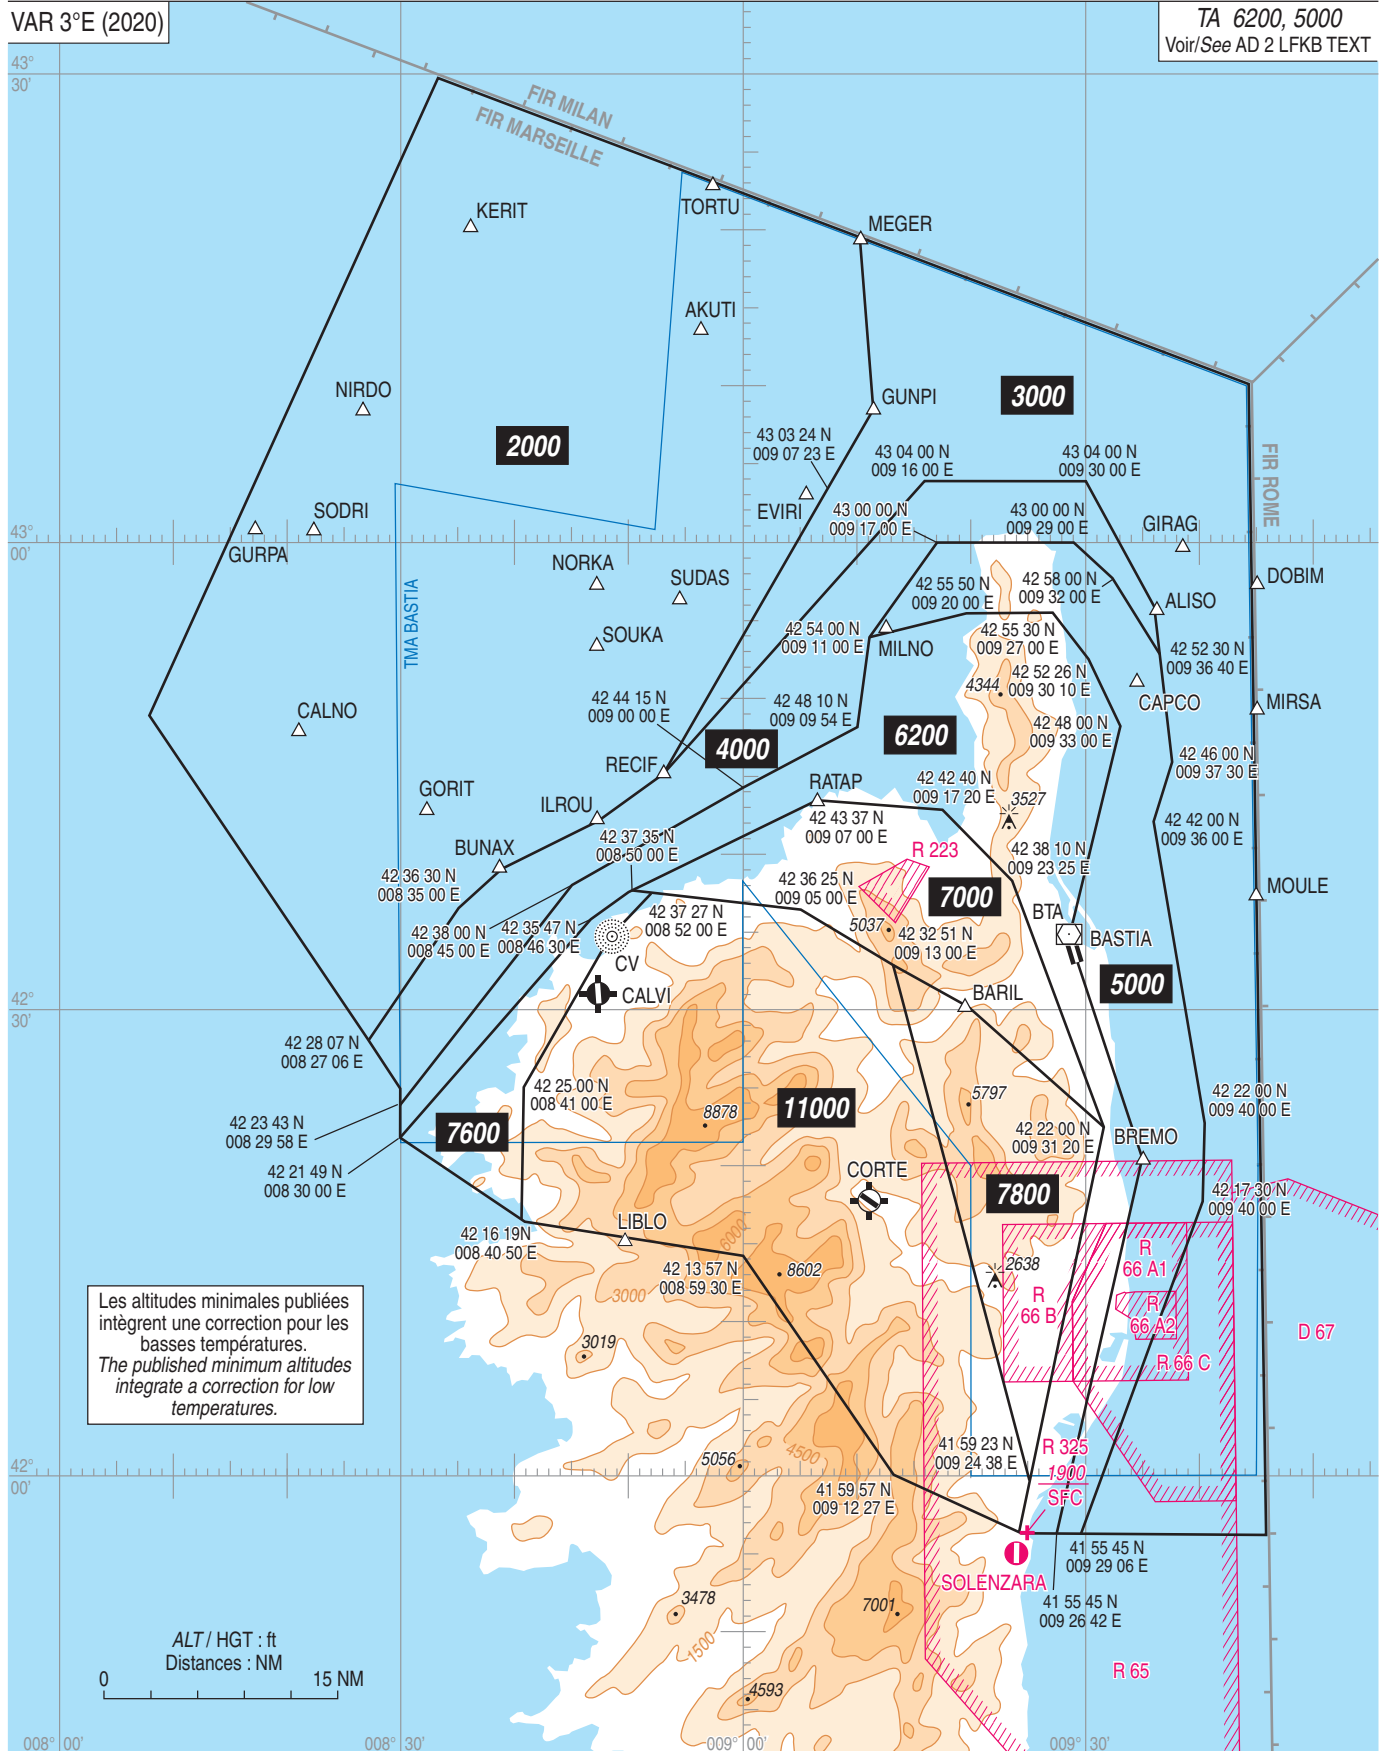 VAR 3°E (2020)
TA 6200, 5000
Voir/See AD 2 LFKB TEXT
43°
30'
FIR MILAN
FIR MARSEILLE
TORTU
KERIT
MEGER
AKUTI
NIRDO
GUNPI
3000
2000
43 03 24 N
009 07 23 E
43 04 00 N
009 16 00 E
43 04 00 N
009 30 00 E
FIR ROME
EVIRI
SODRI
GURPA
43 00 00 N
009 17 00 E
43 00 00 N
009 29 00 E
GIRAG
43°
00'
NORKA
SUDAS
DOBIM
42 55 50 N
009 20 00 E
42 58 00 N
009 32 00 E
ALISO
TMA BASTIA
SOUKA
42 54 00 N
009 11 00 E
MILNO
42 55 30 N
009 27 00 E
42 52 30 N
009 36 40 E
4344
42 52 26 N
009 30 10 E
CAPCO
MIRSA
42 44 15 N
009 00 00 E
42 48 10 N
009 09 54 E
CALNO
42 48 00 N
009 33 00 E
6200
4000
RECIF
42 46 00 N
009 37 30 E
RATAP
42 42 40 N
009 17 20 E
GORIT
ILROU
3527
42 43 37 N
009 07 00 E
42 42 00 N
009 36 00 E
BUNAX
42 37 35 N
008 50 00 E
R 223
42 38 10 N
009 23 25 E
42 36 30 N
008 35 00 E
42 36 25 N
009 05 00 E
7000
MOULE
42 38 00 N
008 45 00 E
42 35 47 N
008 46 30 E
42 37 27 N
008 52 00 E
5037
42 32 51 N
009 13 00 E
BTA
BASTIA
CV
CALVI
BARIL
5000
42°
30'
42 28 07 N
008 27 06 E
42 25 00 N
008 41 00 E
8878
11000
5797
42 22 00 N
009 40 00 E
42 23 43 N
008 29 58 E
7600
42 22 00 N
009 31 20 E
BREMO
42 21 49 N
008 30 00 E
CORTE
7800
42 17 30 N
009 40 00 E
42 16 19N
008 40 50 E
LIBLO
6000
42 13 57 N
008 59 30 E
8602
2638
R
66 A1
R
66 B
R
66 A2
3000
D 67
Les altitudes minimales publiées
intègrent une correction pour les
basses températures.
The published minimum altitudes
integrate a correction for low
temperatures.
3019
R 66 C
5056
4500
41 59 23 N
009 24 38 E
R 325
1900
SFC
42°
00'
41 59 57 N
009 12 27 E
41 55 45 N
009 29 06 E
SOLENZARA
41 55 45 N
009 26 42 E
3478
7001
1500
ALT / HGT : ft
Distances : NM
0
15 NM
R 65
4593
008° 00'
008° 30'
009° 00'
009° 30'